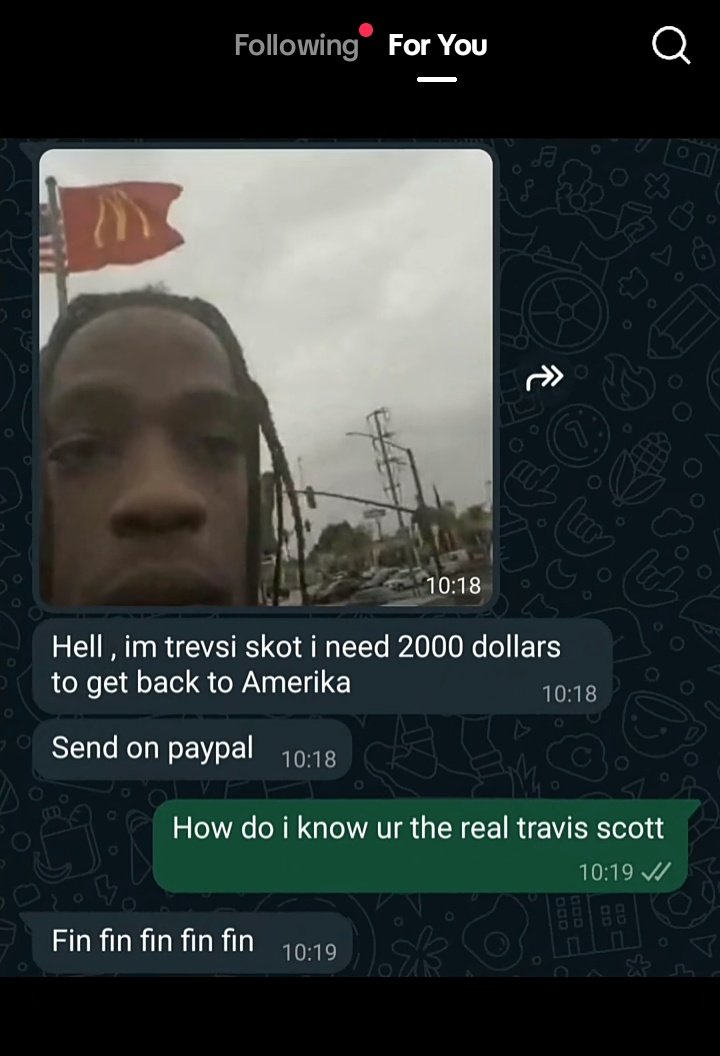 Following For You
10:18
Hell , im trevsi skot i need 2000 dollars
to get back to Amerika
10:18
Send on paypal 10:18
How do i know ur the real travis scott
10:19
Fin fin fin fin fin 10:19